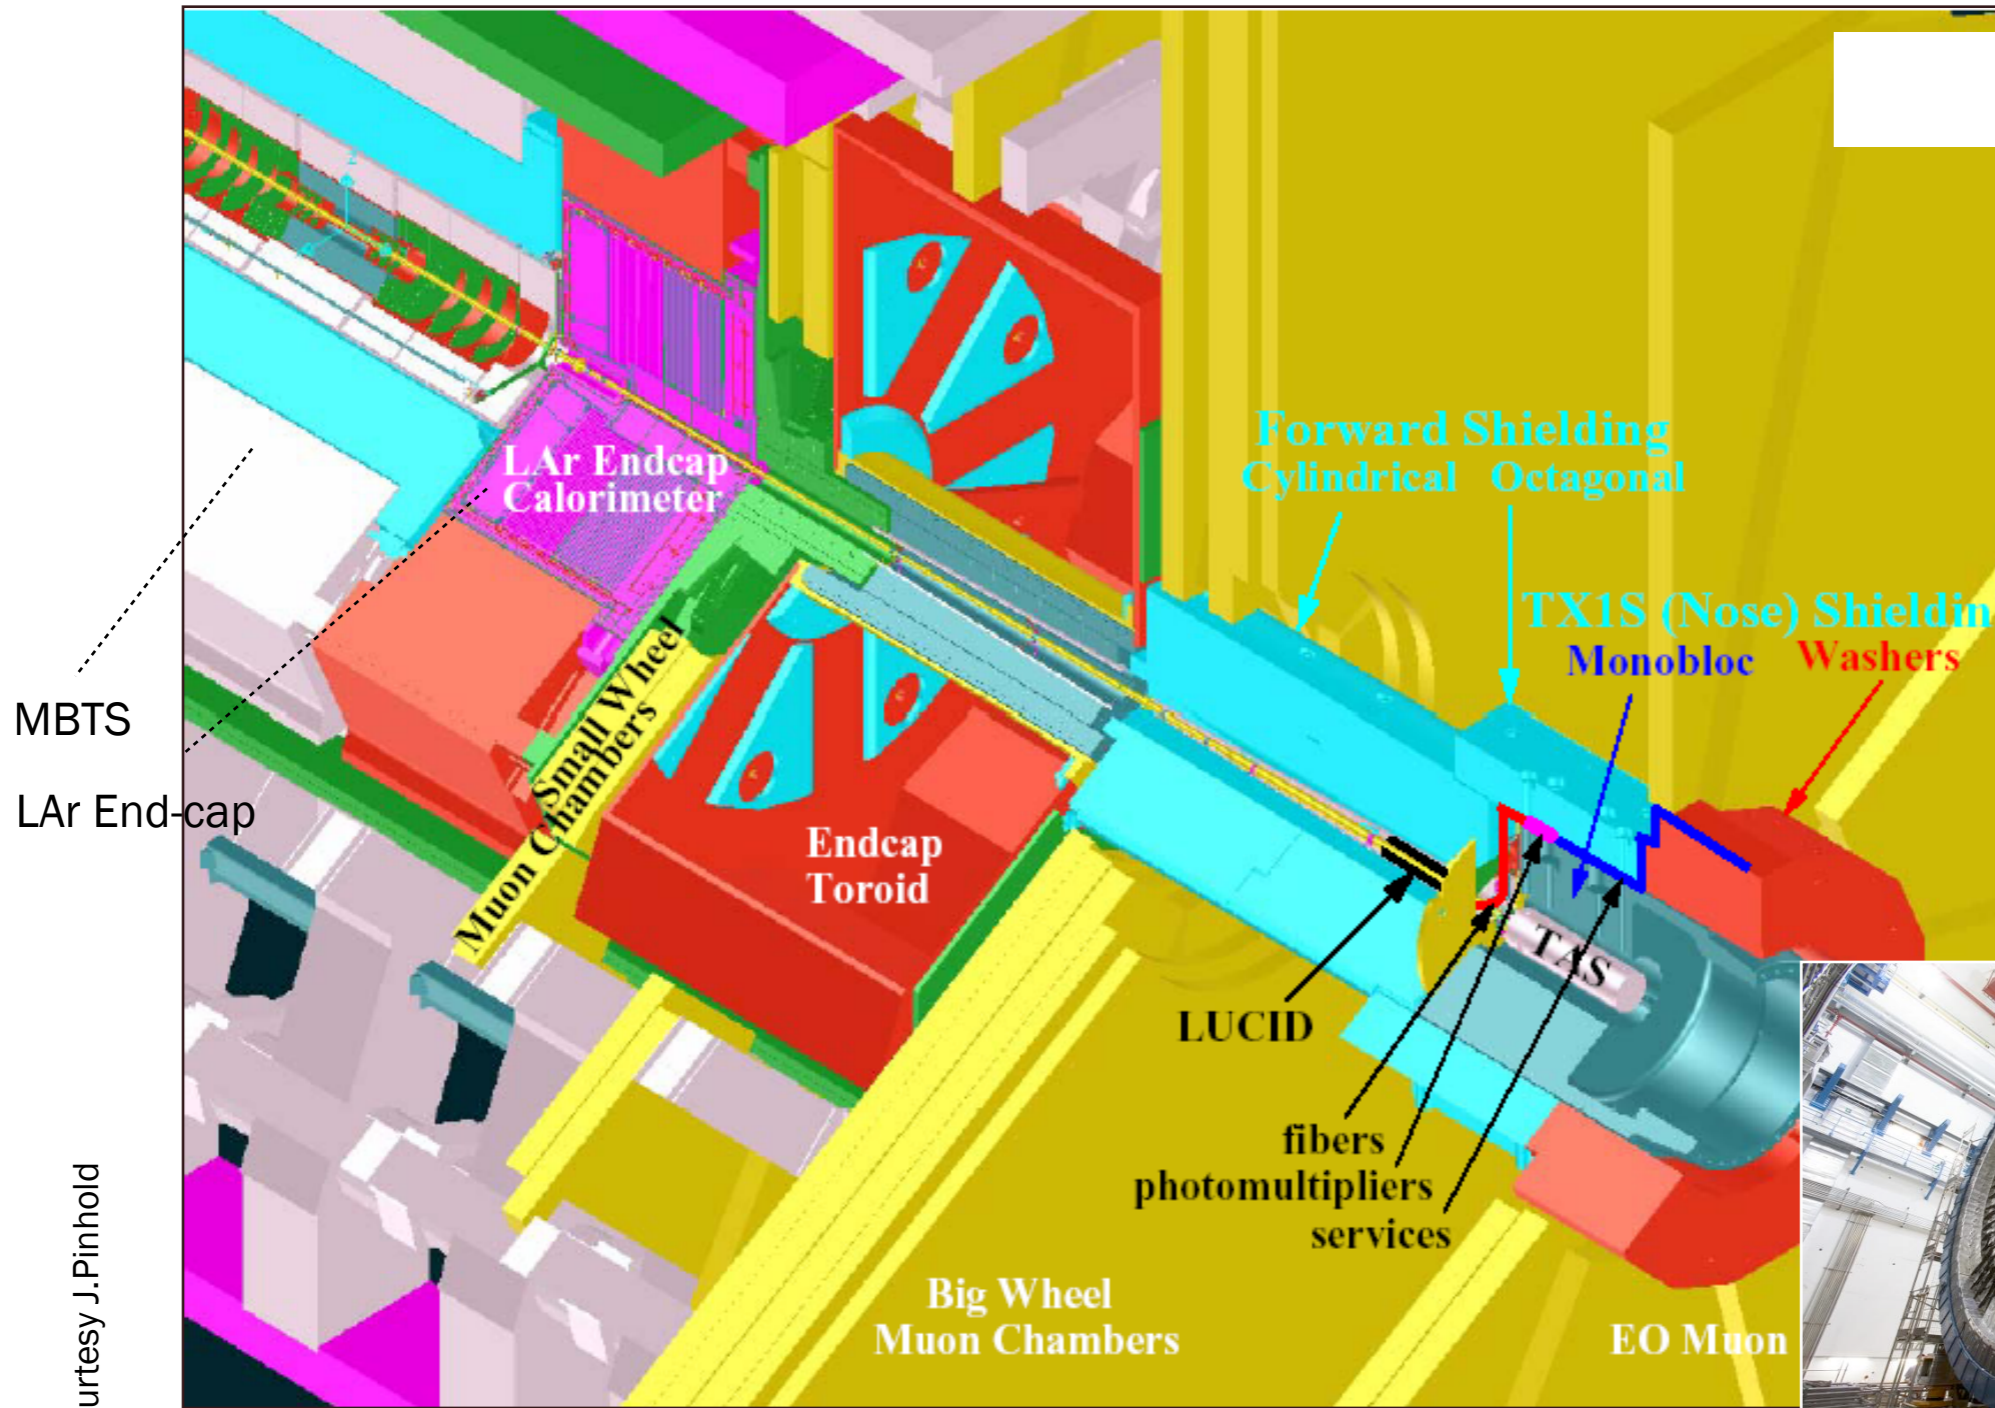 LAr Endcap
Calorimeter
Forward Shielding
Cylindrical Octagonal
TX1S (Nose) Shieldin
Monobloc Washers
MBTS
LAr End-cap
Small Wheel
Muon Chambers
Endcap
Toroid
TAS
LUCID
fibers
photomultipliers
services
Big Wheel
Muon Chambers
EO Muon
urtesy J.Pinhold